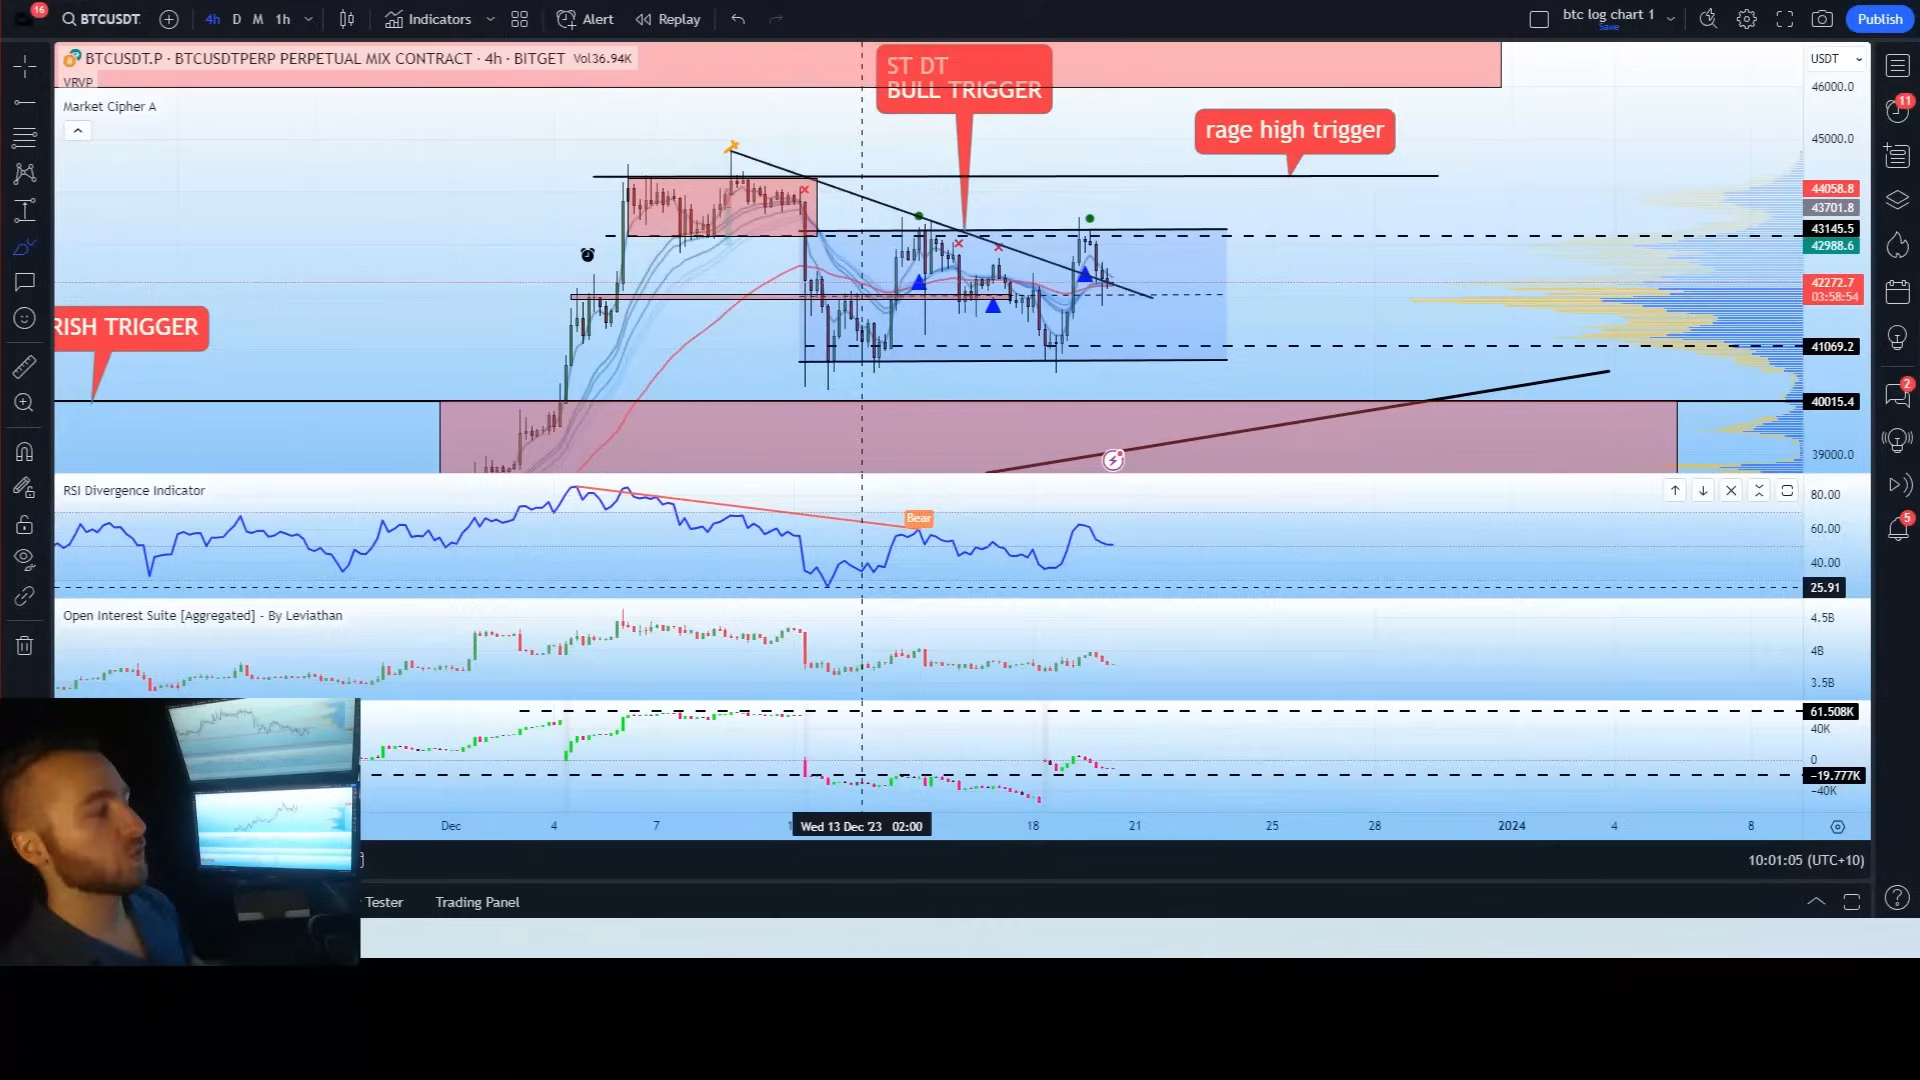 16
BTCUSDT.
4h
D
M
1h
Indicators
Alert
Replay
btc log chart 1
Save
Publish
BTCUSDT.P · BTCUSDTPERP PERPETUAL MIX CONTRACT · 4h · BITGET Vol36.94K
VRVP
Market Cipher A
ST DT
BULL TRIGGER
rage high trigger
RISH TRIGGER
USDT
46000.0
45000.0
44058.8
43701.8
43145.5
42988.6
42272.7
03:58:54
41069.2
40015.4
39000.0
11
2
5
RSI Divergence Indicator
Bear
80.00
60.00
40.00
25.91
Open Interest Suite [Aggregated] - By Leviathan
4.5B
4B
3.5B
61.508K
40K
0
−19.777K
−40K
Dec
4
7
Wed 13 Dec '23 02:00
18
21
25
28
2024
4
8
10:01:05 (UTC+10)
Tester
Trading Panel